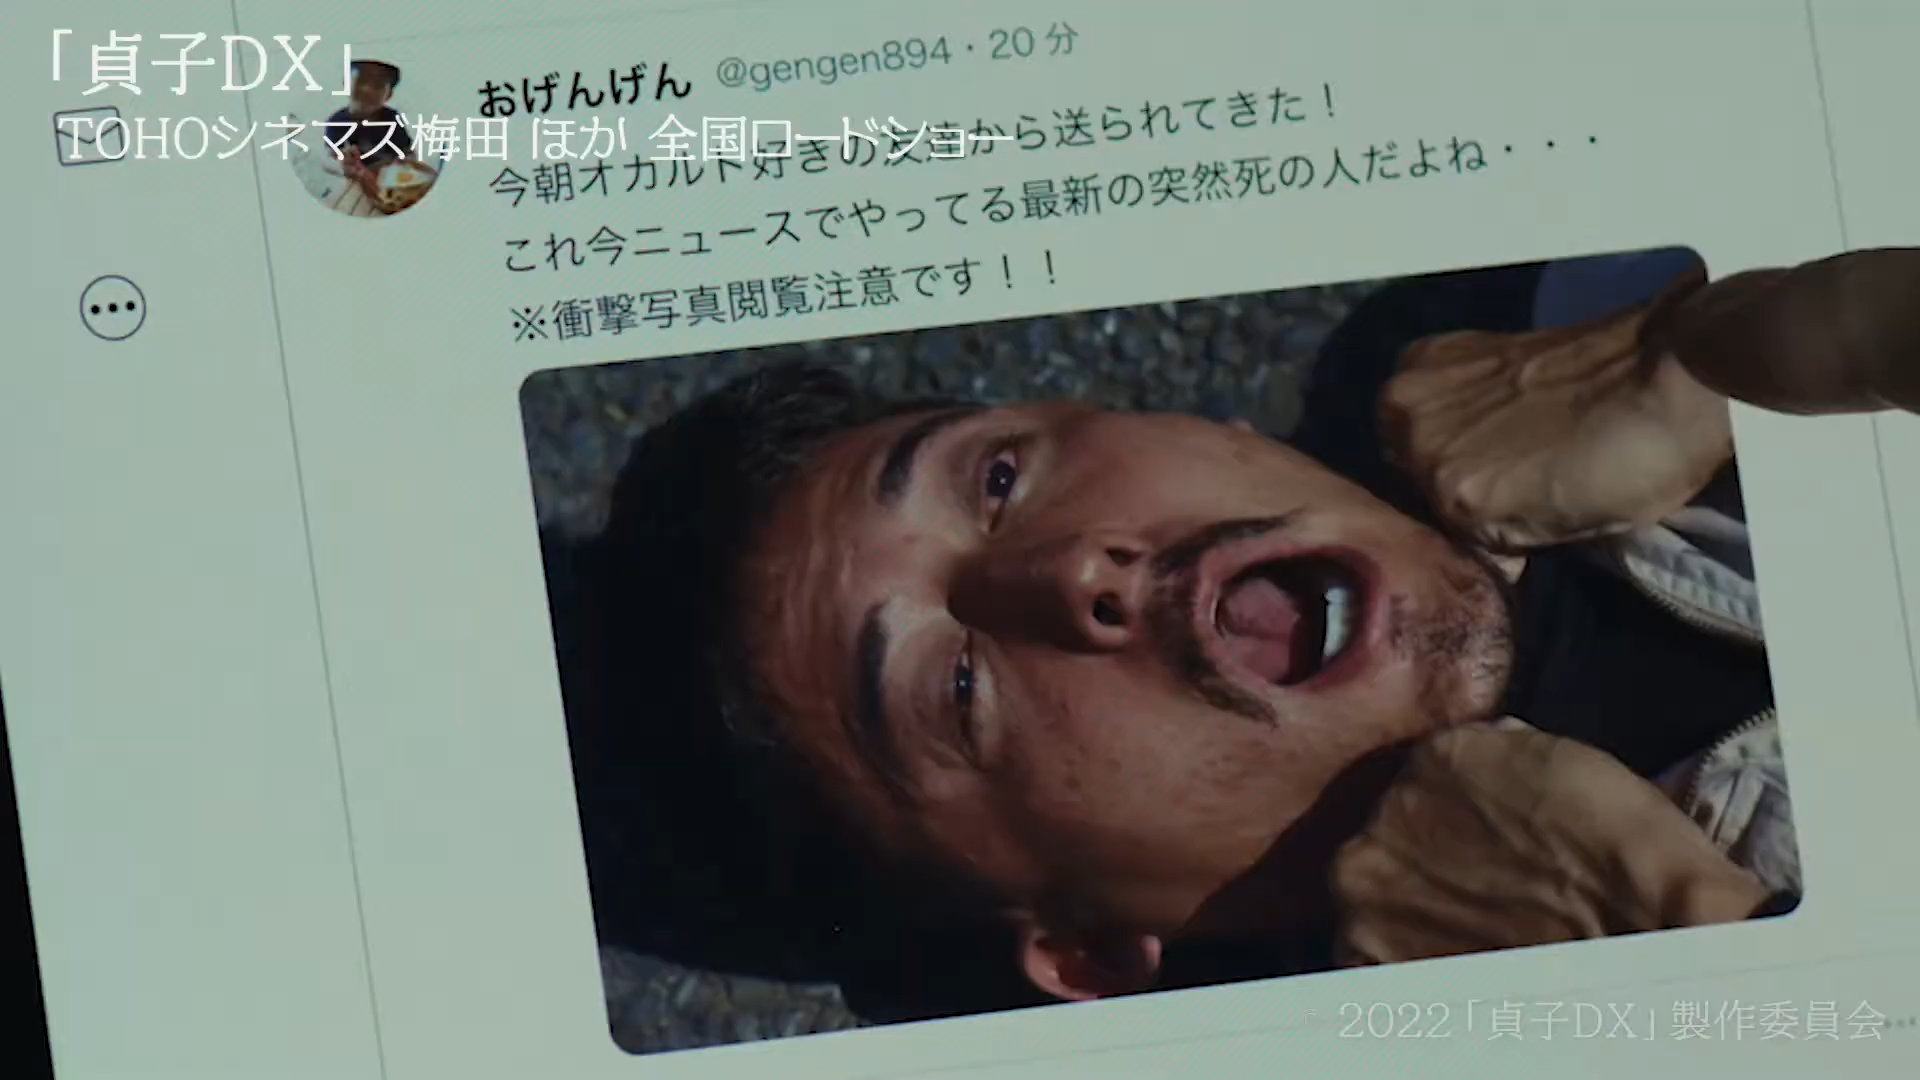 「貞子DX」
TOHOシネマズ梅田 ほか 全国ロードショー
おげんげん @gengen894・20 分
今朝オカルト好きの友達から送られてきた！
これ今ニュースでやってる最新の突然死の人だよね・・・
※衝撃写真閲覧注意です！！
© 2022「貞子DX」製作委員会